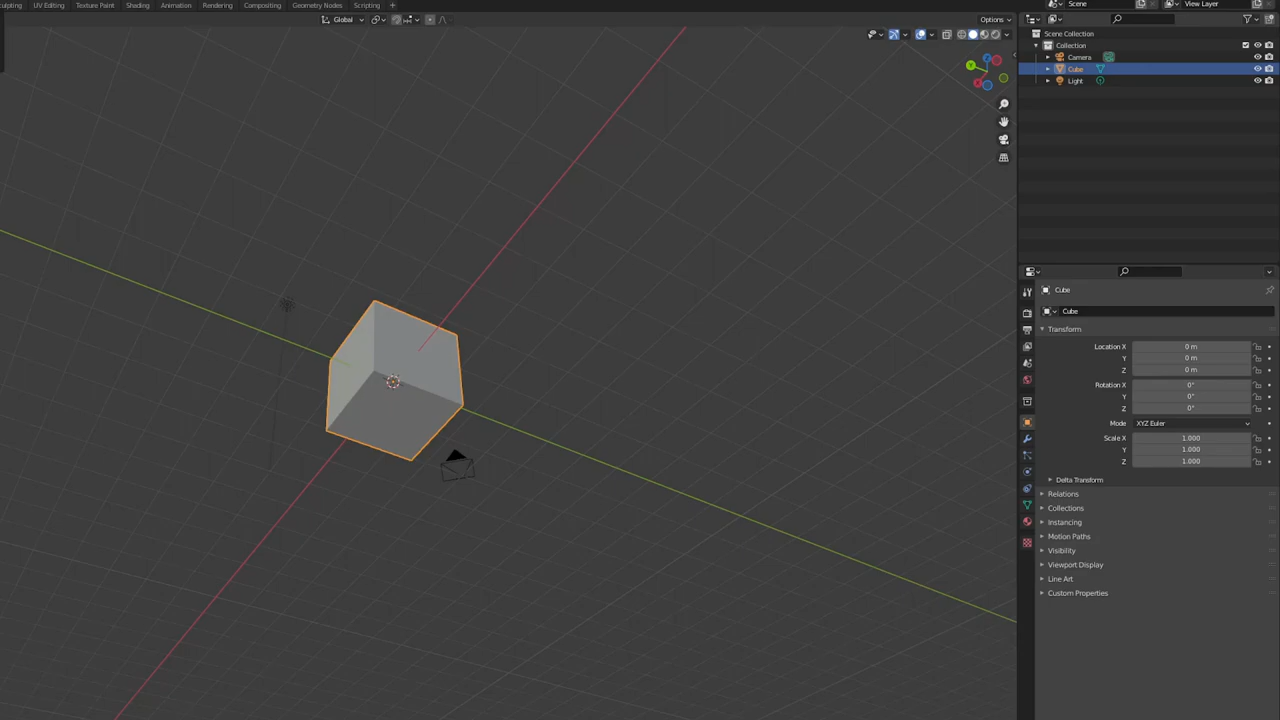 culpting UV Editing Texture Paint Shading Animation Rendering Compositing Geometry Nodes Scripting + Scene View Layer
Global Options
Scene Collection
Collection
Camera
Cube
Light
Y Z
X
Cube
Cube
Transform
Location X 0 m
Y 0 m
Z 0 m
Rotation X 0°
Y 0°
Z 0°
Mode XYZ Euler
Scale X 1.000
Y 1.000
Z 1.000
Delta Transform
Relations
Collections
Instancing
Motion Paths
Visibility
Viewport Display
Line Art
Custom Properties